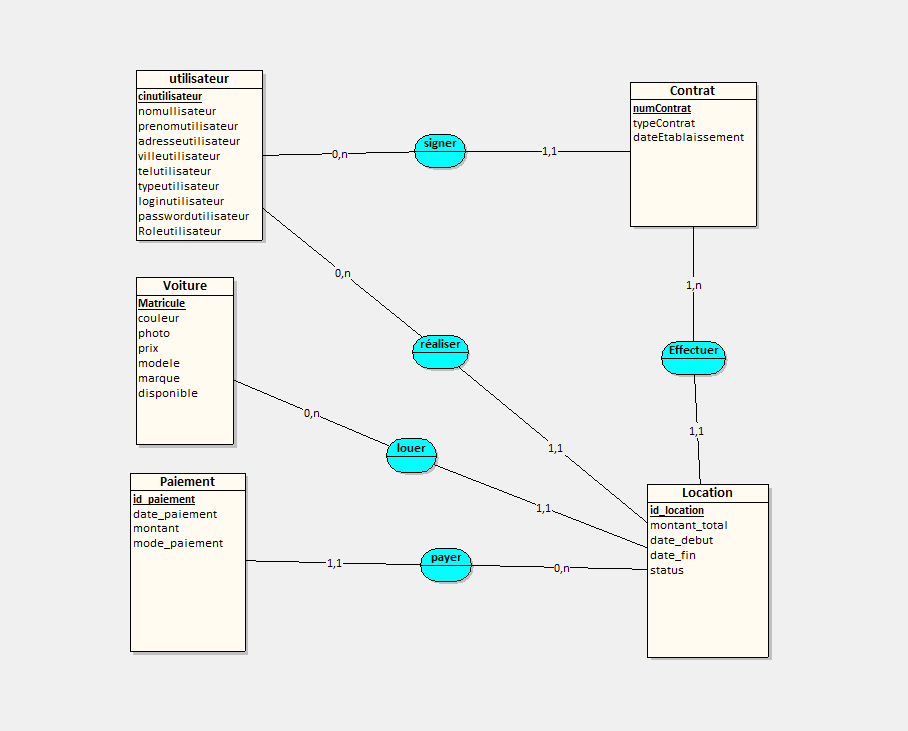 utilisateur
cinutilisateur
nomullisateur
prenomutilisateur
adresseutilisateur
villeutilisateur
telutilisateur
typeutilisateur
loginutilisateur
passwordutilisateur
Roleutilisateur
0,n
signer
1,1
Contrat
numContrat
typeContrat
dateEtablaissement
0,n
réaliser
1,1
1,n
Effectuer
1,1
Voiture
Matricule
couleur
photo
prix
modele
marque
disponible
0,n
louer
1,1
Paiement
id_paiement
date_paiement
montant
mode_paiement
1,1
payer
0,n
Location
id_location
montant_total
date_debut
date_fin
status